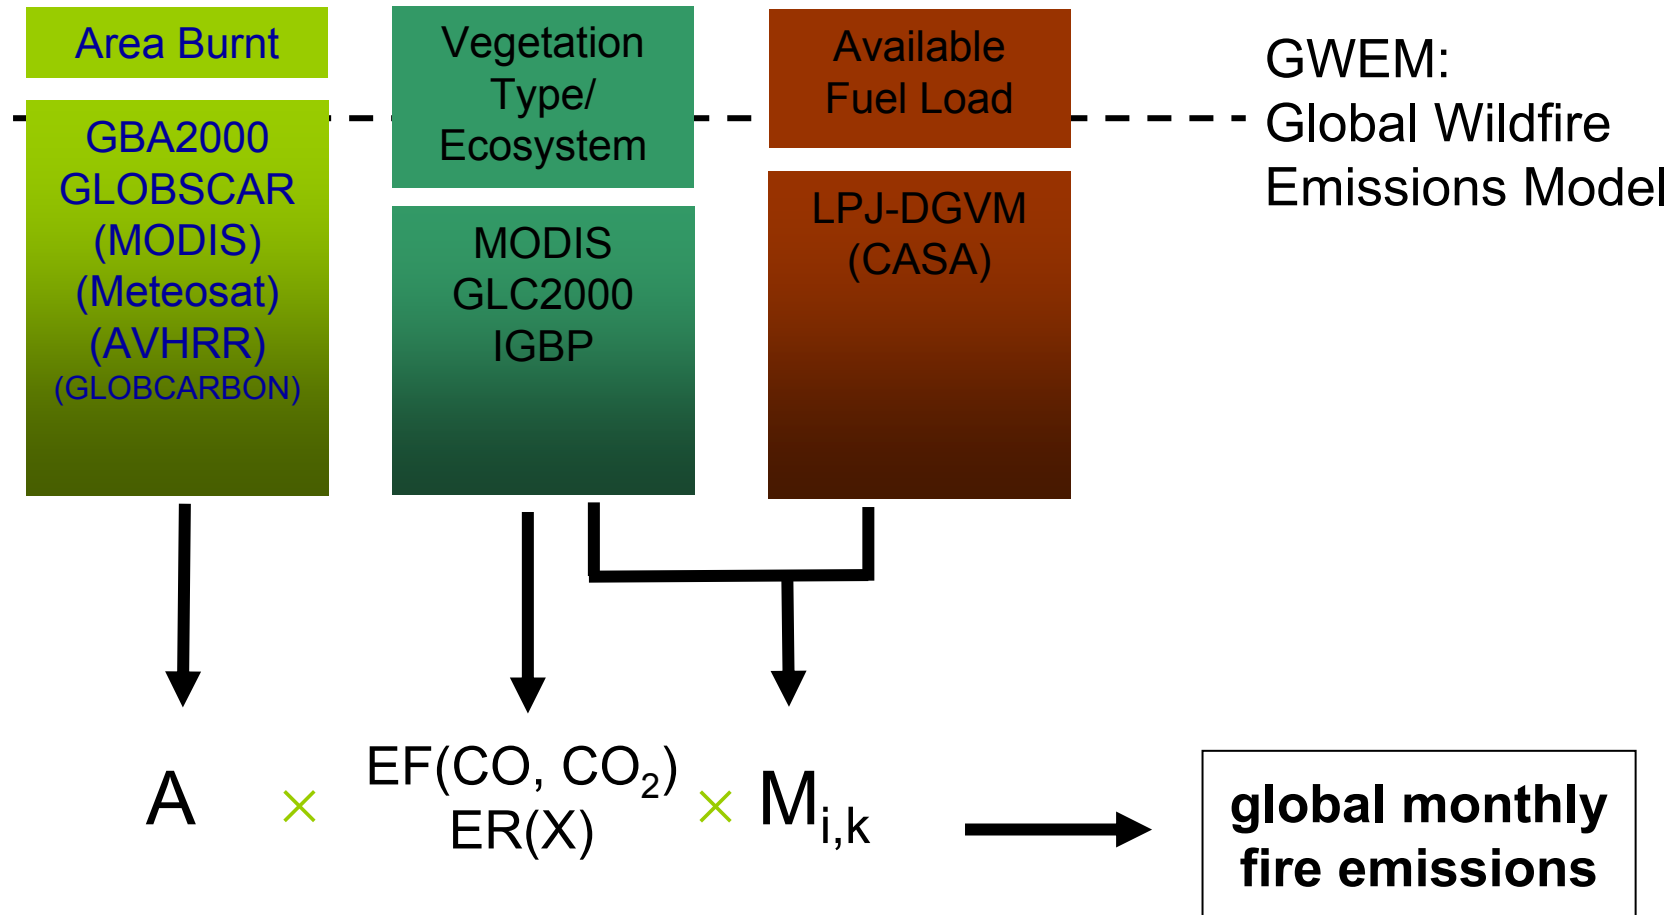 Area Burnt
GBA2000
GLOBSCAR
(MODIS)
(Meteosat)
(AVHRR)
(GLOBCARBON)
Vegetation
Type/
Ecosystem
MODIS
GLC2000
IGBP
Available
Fuel Load
LPJ-DGVM
(CASA)
GWEM:
Global Wildfire
Emissions Model
A × EF(CO, CO₂) × Mᵢ,ₖ
ER(X)
global monthly
fire emissions